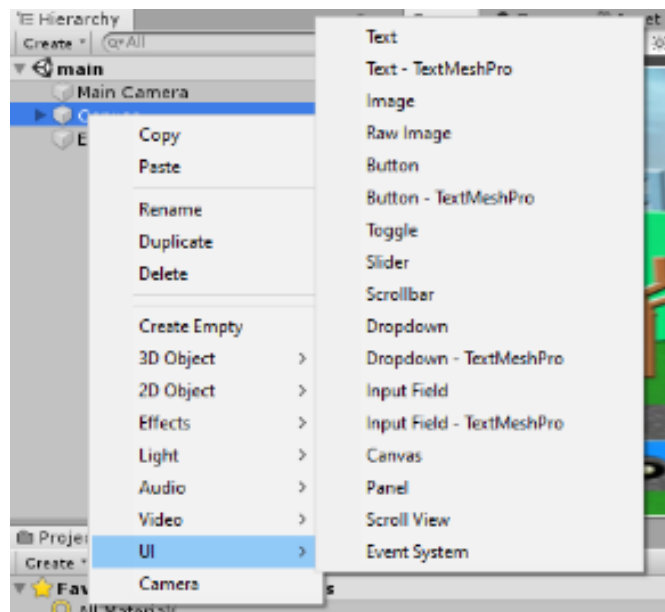 Hierarchy
Create
All
main
Main Camera
Copy
Paste
Rename
Duplicate
Delete
Create Empty
3D Object
2D Object
Effects
Light
Audio
Video
UI
Camera
Text
Text - TextMeshPro
Image
Raw Image
Button
Button - TextMeshPro
Toggle
Slider
Scrollbar
Dropdown
Dropdown - TextMeshPro
Input Field
Input Field - TextMeshPro
Canvas
Panel
Scroll View
Event System
Create